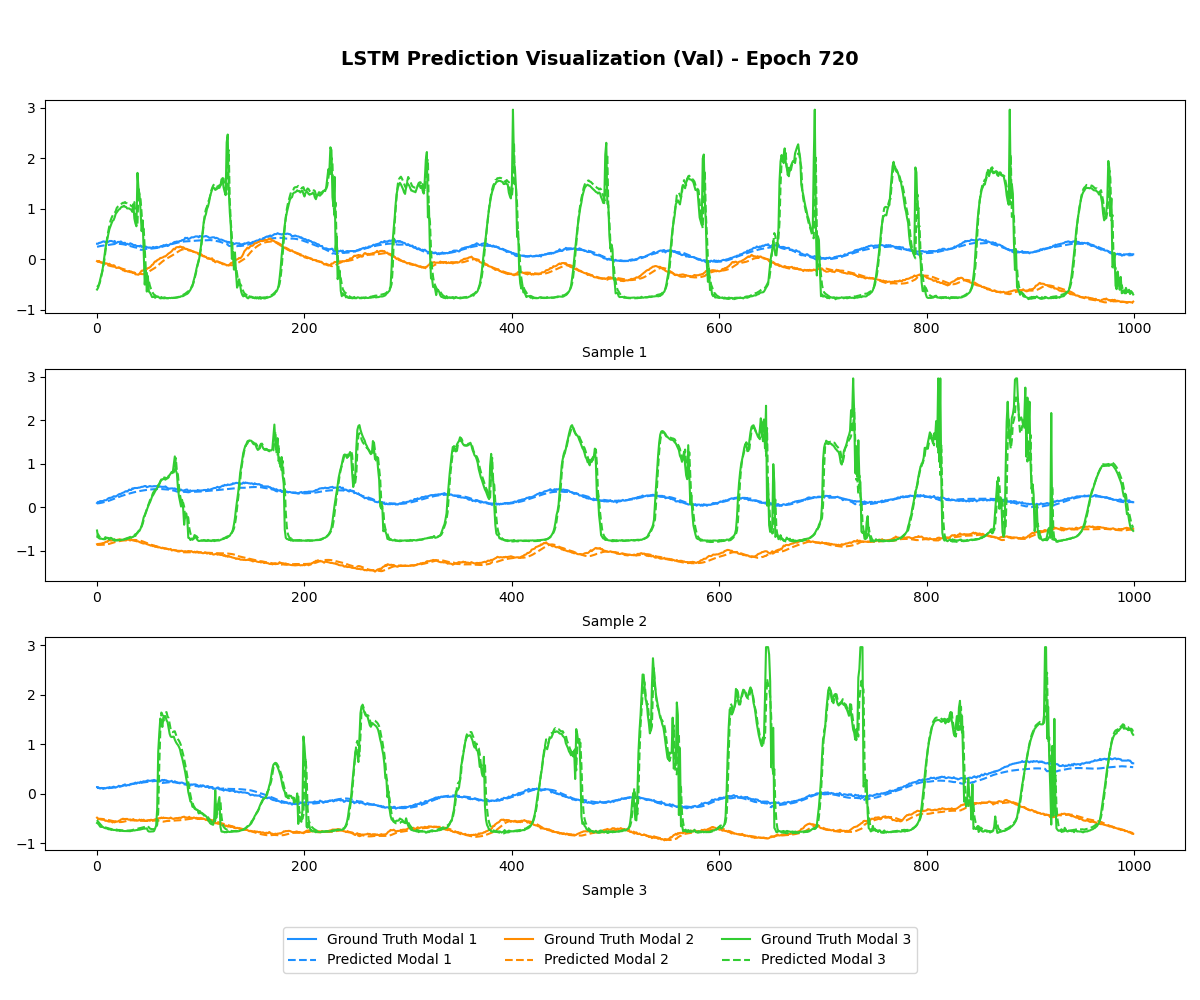 LSTM Prediction Visualization (Val) - Epoch 720
3
2
1
0
−1
0 200 400 600 800 1000
Sample 1
3
2
1
0
−1
0 200 400 600 800 1000
Sample 2
3
2
1
0
−1
0 200 400 600 800 1000
Sample 3
Ground Truth Modal 1 Ground Truth Modal 2 Ground Truth Modal 3
Predicted Modal 1 Predicted Modal 2 Predicted Modal 3